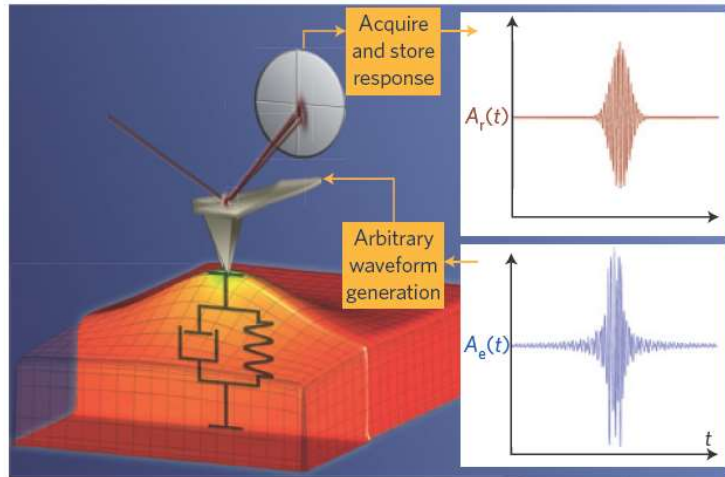 Acquire
and store
response
Aᵣ(t)
Arbitrary
waveform
generation
Aₑ(t)
t